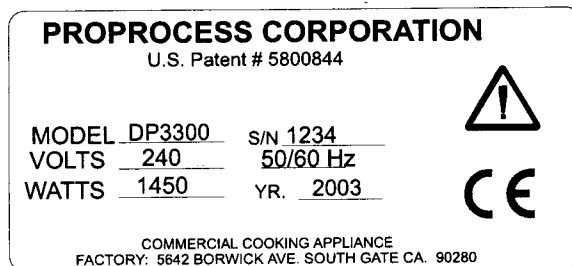 PROPROCESS CORPORATION
U.S. Patent # 5800844
MODEL DP3300 S/N 1234
VOLTS 240 50/60 Hz
WATTS 1450 YR. 2003
CE
COMMERCIAL COOKING APPLIANCE
FACTORY: 5642 BORWICK AVE. SOUTH GATE CA. 90280